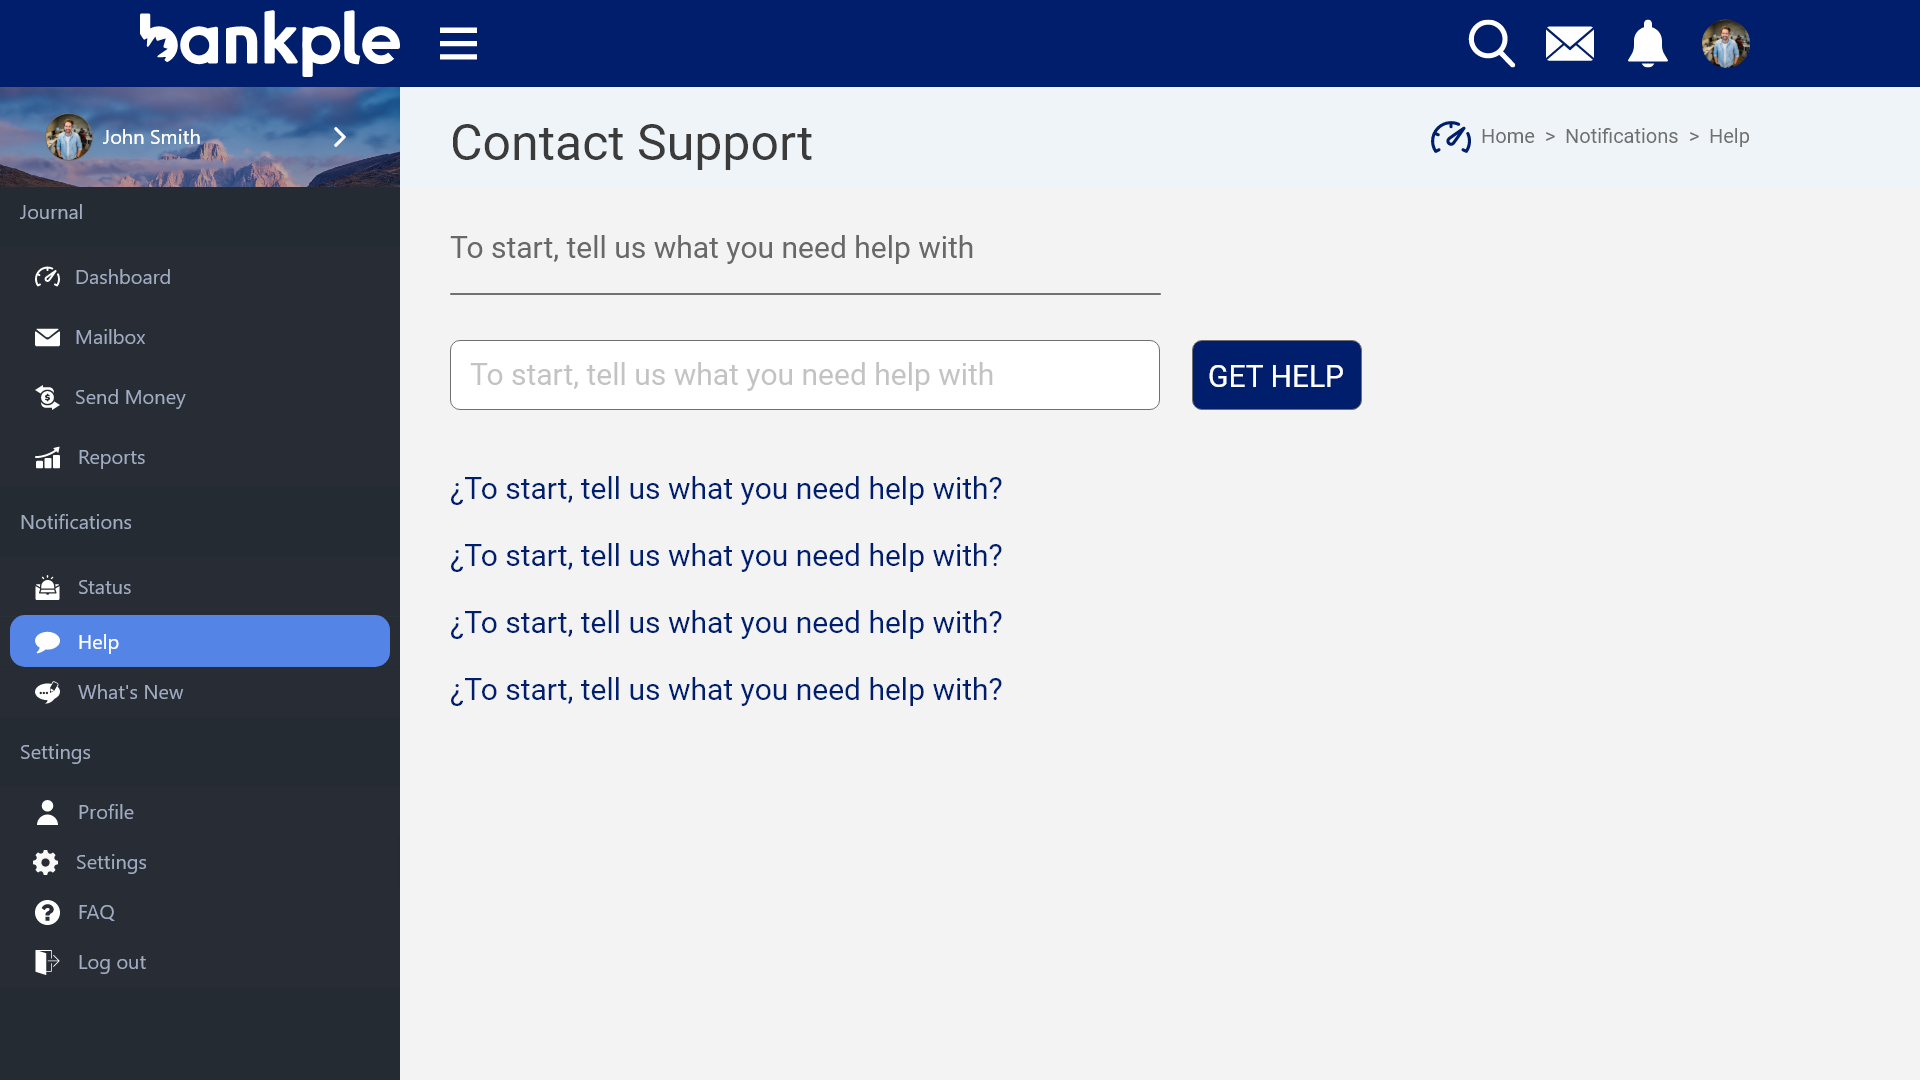 bankple
John Smith
Journal
Dashboard
Mailbox
Send Money
Reports
Notifications
Status
Help
What's New
Settings
Profile
Settings
FAQ
Log out
Contact Support
Home > Notifications > Help
To start, tell us what you need help with
To start, tell us what you need help with
GET HELP
¿To start, tell us what you need help with?
¿To start, tell us what you need help with?
¿To start, tell us what you need help with?
¿To start, tell us what you need help with?